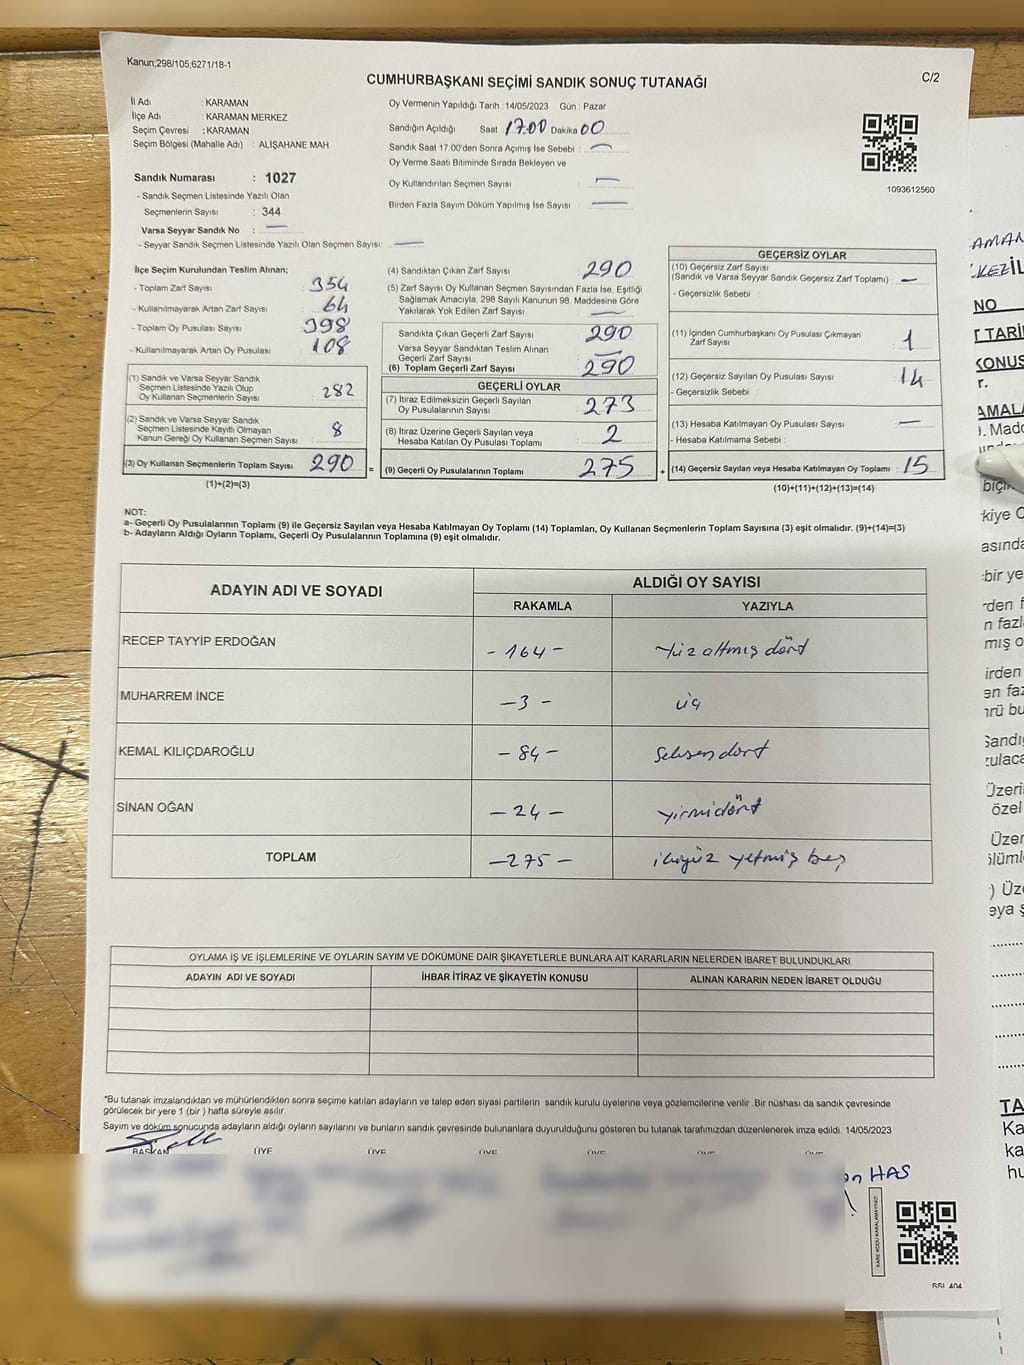 Kanun;298/105;6271/18-1
CUMHURBAŞKANI SEÇİMİ SANDIK SONUÇ TUTANAĞI
C/2
İl Adı : KARAMAN
İlçe Adı : KARAMAN MERKEZ
Seçim Çevresi : KARAMAN
Seçim Bölgesi (Mahalle Adı) : ALİŞAHANE MAH.
Oy Vermenin Yapıldığı Tarih : 14/05/2023 Gün : Pazar
Sandığın Açıldığı Saat : 17.00 Dakika 00
Sandık Saat 17:00'den Sonra Açımış İse Sebebi : —
Oy Verme Saati Bitiminde Sırada Bekleyen ve
Oy Kullandırılan Seçmen Sayısı : —
Birden Fazla Sayım Döküm Yapılmış İse Sayısı : —
1093612560
Sandık Numarası : 1027
- Sandık Seçmen Listesinde Yazılı Olan
Seçmenlerin Sayısı : 344
Varsa Seyyar Sandık No : —
- Seyyar Sandık Seçmen Listesinde Yazılı Olan Seçmen Sayısı: —
İlçe Seçim Kurulundan Teslim Alınan;
- Toplam Zarf Sayısı : 354
- Kullanılmayarak Artan Zarf Sayısı : 64
- Toplam Oy Pusulası Sayısı : 398
- Kullanılmayarak Artan Oy Pusulası : 108
(1) Sandık ve Varsa Seyyar Sandık
Seçmen Listesinde Yazılı Olup
Oy Kullanan Seçmenlerin Sayısı : 282
(2) Sandık ve Varsa Seyyar Sandık
Seçmen Listesinde Kayıtlı Olmayan
Kanun Gereği Oy Kullanan Seçmen Sayısı : 8
(3) Oy Kullanan Seçmenlerin Toplam Sayısı : 290 =
(1)+(2)=(3)
(4) Sandıktan Çıkan Zarf Sayısı : 290
(5) Zarf Sayısı Oy Kullanan Seçmen Sayısından Fazla İse, Eşitliği
Sağlamak Amacıyla, 298 Sayılı Kanunun 98. Maddesine Göre
Yakılarak Yok Edilen Zarf Sayısı : —
Sandıkta Çıkan Geçerli Zarf Sayısı : 290
Varsa Seyyar Sandıktan Teslim Alınan
Geçerli Zarf Sayısı : —
(6) Toplam Geçerli Zarf Sayısı : 290
GEÇERLİ OYLAR
(7) İtiraz Edilmeksizin Geçerli Sayılan
Oy Pusulalarının Sayısı : 273
(8) İtiraz Üzerine Geçerli Sayılan veya
Hesaba Katılan Oy Pusulası Toplamı : 2
(9) Geçerli Oy Pusulalarının Toplamı : 275 +
GEÇERSİZ OYLAR
(10) Geçersiz Zarf Sayısı
(Sandık ve Varsa Seyyar Sandık Geçersiz Zarf Toplamı) : —
- Geçersizlik Sebebi :
(11) İçinden Cumhurbaşkanı Oy Pusulası Çıkmayan
Zarf Sayısı : 1
(12) Geçersiz Sayılan Oy Pusulası Sayısı : 14
- Geçersizlik Sebebi :
(13) Hesaba Katılmayan Oy Pusulası Sayısı : —
- Hesaba Katılmama Sebebi :
(14) Geçersiz Sayılan veya Hesaba Katılmayan Oy Toplamı : 15
(10)+(11)+(12)+(13)=(14)
NOT:
a- Geçerli Oy Pusulalarının Toplamı (9) ile Geçersiz Sayılan veya Hesaba Katılmayan Oy Toplamı (14) Toplamları, Oy Kullanan Seçmenlerin Toplam Sayısına (3) eşit olmalıdır. (9)+(14)=(3)
b- Adayların Aldığı Oyların Toplamı, Geçerli Oy Pusulalarının Toplamına (9) eşit olmalıdır.
ADAYIN ADI VE SOYADI
ALDIĞI OY SAYISI
RAKAMLA YAZIYLA
RECEP TAYYİP ERDOĞAN - 164 - Yüz altmış dört
MUHARREM İNCE - 3 - üç
KEMAL KILIÇDAROĞLU - 84 - Seksen dört
SİNAN OĞAN - 24 - yirmi dört
TOPLAM - 275 - ikiyüz yetmiş beş
OYLAMA İŞ VE İŞLEMLERİNE VE OYLARIN SAYIM VE DÖKÜMÜNE DAİR ŞİKAYETLERLE BUNLARA AİT KARARLARIN NELERDEN İBARET BULUNDUKLARI
ADAYIN ADI VE SOYADI İHBAR İTİRAZ VE ŞİKAYETİN KONUSU ALINAN KARARIN NEDEN İBARET OLDUĞU
*Bu tutanak imzalandıktan ve mühürlendikten sonra seçime katılan adayların ve talep eden siyasi partilerin sandık kurulu üyelerine veya gözlemcilerine verilir .Bir nüshası da sandık çevresinde
görülecek bir yere 1 (bir ) hafta süreyle asılır.
Sayım ve döküm sonucunda adayların aldığı oyların sayılarını ve bunların sandık çevresinde bulunanlara duyurulduğunu gösteren bu tutanak tarafımızdan düzenlenerek imza edildi. 14/05/2023
BAŞKAN ÜYE ÜYE ÜYE ÜYE ÜYE ÜYE
HAS
KARE KODU KARALAMAYINIZ!